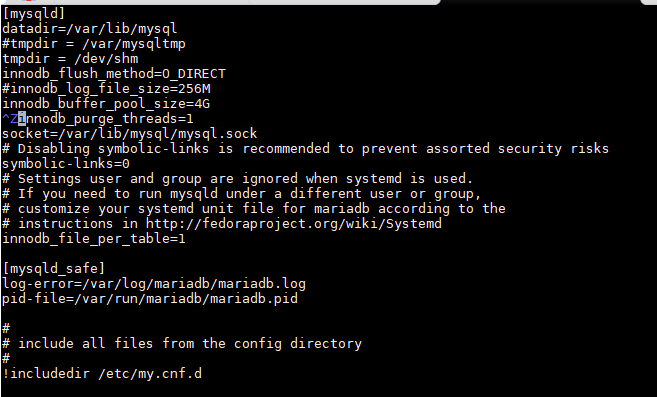 [mysqld]
datadir=/var/lib/mysql
#tmpdir = /var/mysqltmp
tmpdir = /dev/shm
innodb_flush_method=O_DIRECT
#innodb_log_file_size=256M
innodb_buffer_pool_size=4G
^Zinnodb_purge_threads=1
socket=/var/lib/mysql/mysql.sock
# Disabling symbolic-links is recommended to prevent assorted security risks
symbolic-links=0
# Settings user and group are ignored when systemd is used.
# If you need to run mysqld under a different user or group,
# customize your systemd unit file for mariadb according to the
# instructions in http://fedoraproject.org/wiki/Systemd
innodb_file_per_table=1
[mysqld_safe]
log-error=/var/log/mariadb/mariadb.log
pid-file=/var/run/mariadb/mariadb.pid
#
# include all files from the config directory
#
!includedir /etc/my.cnf.d